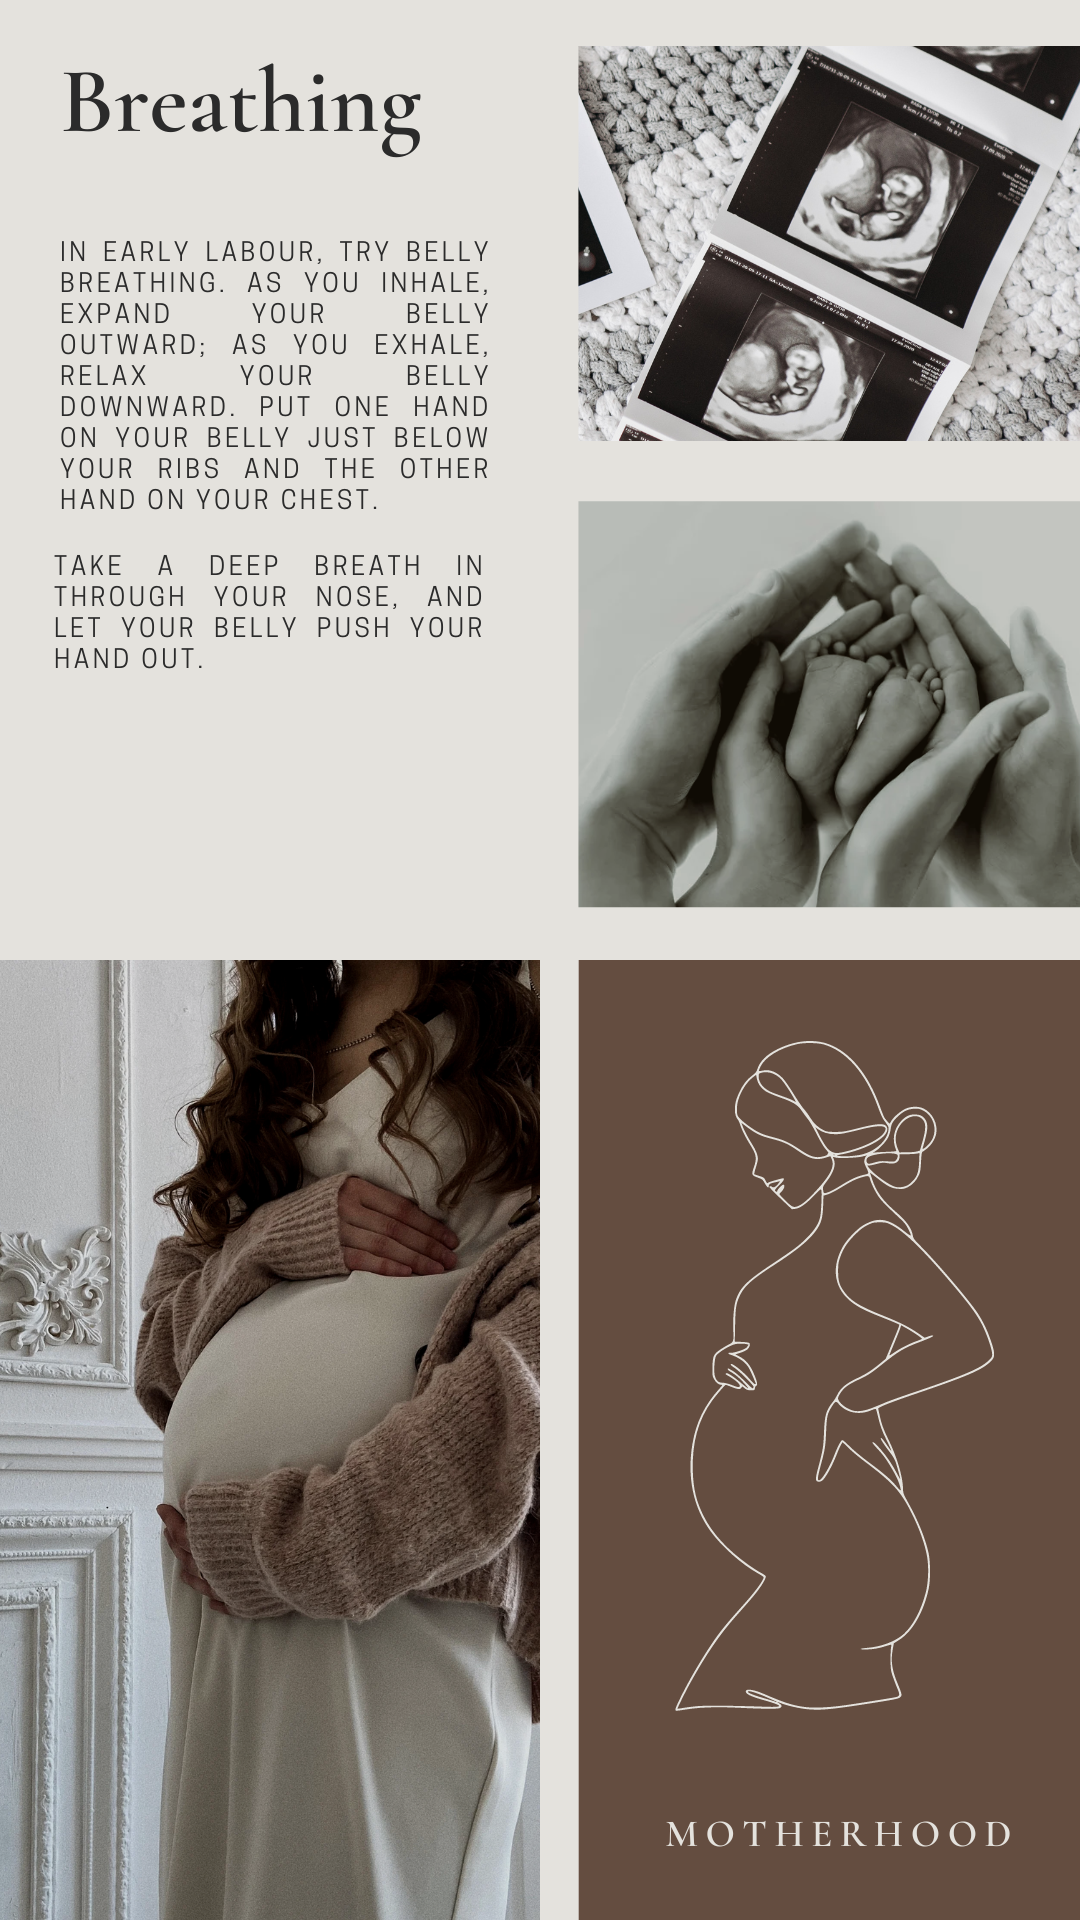 Breathing
IN EARLY LABOUR, TRY BELLY
BREATHING. AS YOU INHALE,
EXPAND YOUR BELLY
OUTWARD; AS YOU EXHALE,
RELAX YOUR BELLY
DOWNWARD. PUT ONE HAND
ON YOUR BELLY JUST BELOW
YOUR RIBS AND THE OTHER
HAND ON YOUR CHEST.
TAKE A DEEP BREATH IN
THROUGH YOUR NOSE, AND
LET YOUR BELLY PUSH YOUR
HAND OUT.
MOTHERHOOD